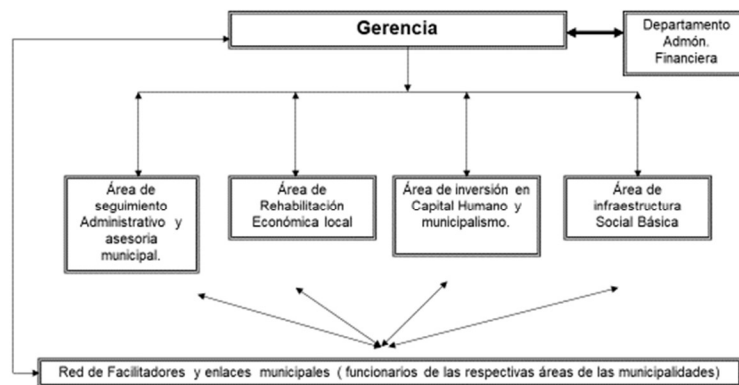 Gerencia
Departamento
Admón.
Financiera
Área de
seguimiento
Administrativo y
asesoría
municipal.
Área de
Rehabilitación
Económica local
Área de inversión en
Capital Humano y
municipalismo.
Área de
infraestructura
Social Básica
Red de Facilitadores y enlaces municipales ( funcionarios de las respectivas áreas de las municipalidades)